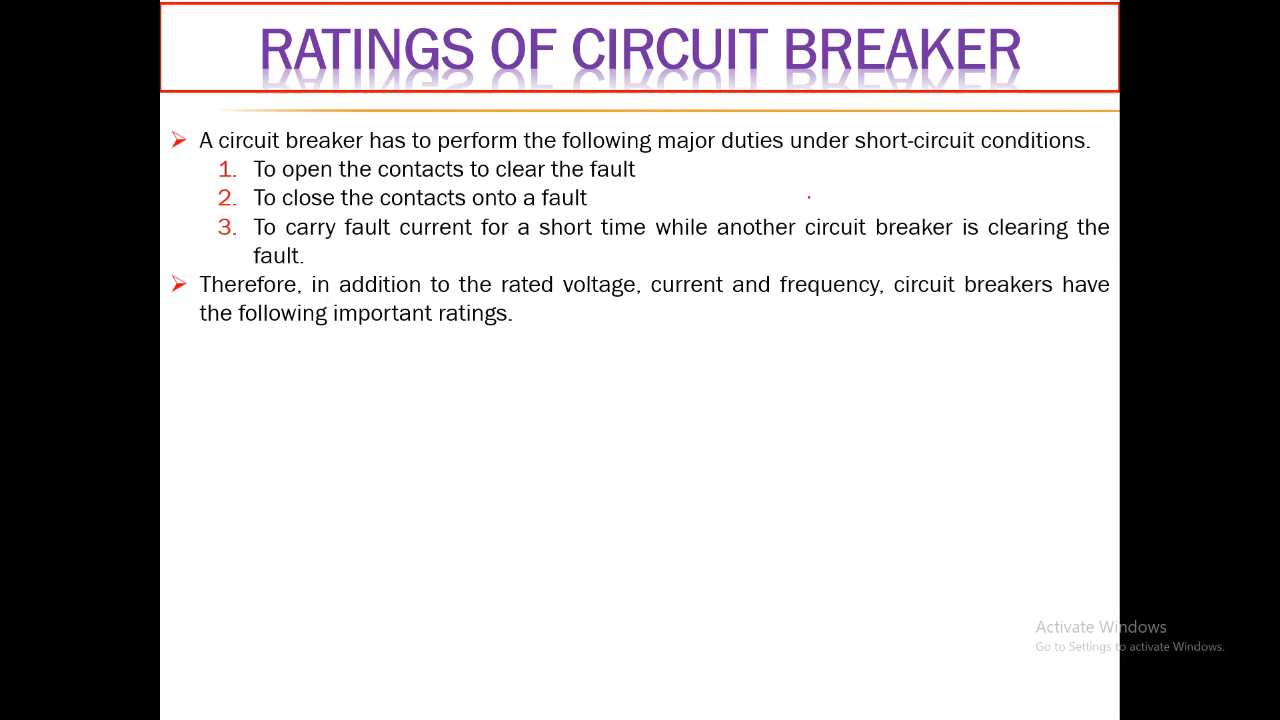 RATINGS OF CIRCUIT BREAKER
A circuit breaker has to perform the following major duties under short-circuit conditions.
1. To open the contacts to clear the fault
2. To close the contacts onto a fault
3. To carry fault current for a short time while another circuit breaker is clearing the
fault.
Therefore, in addition to the rated voltage, current and frequency, circuit breakers have
the following important ratings.
Activate Windows
Go to Settings to activate Windows.